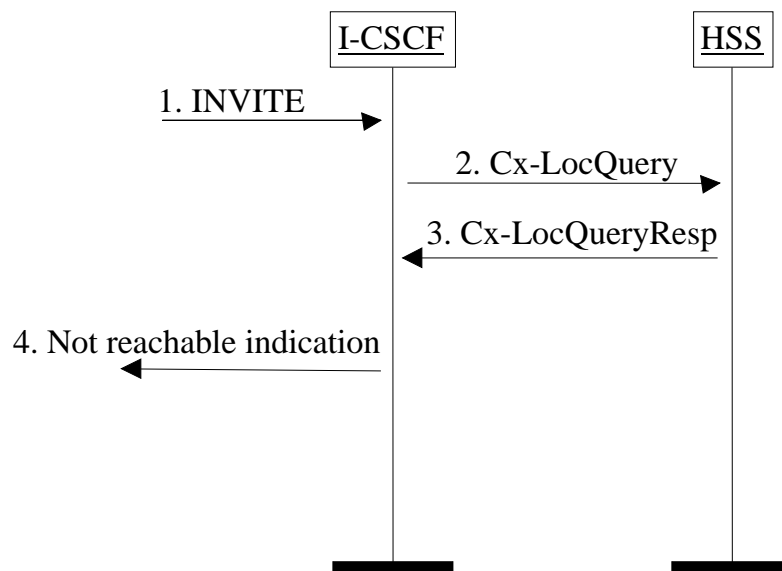 I-CSCF
HSS
1. INVITE
2. Cx-LocQuery
3. Cx-LocQueryResp
4. Not reachable indication